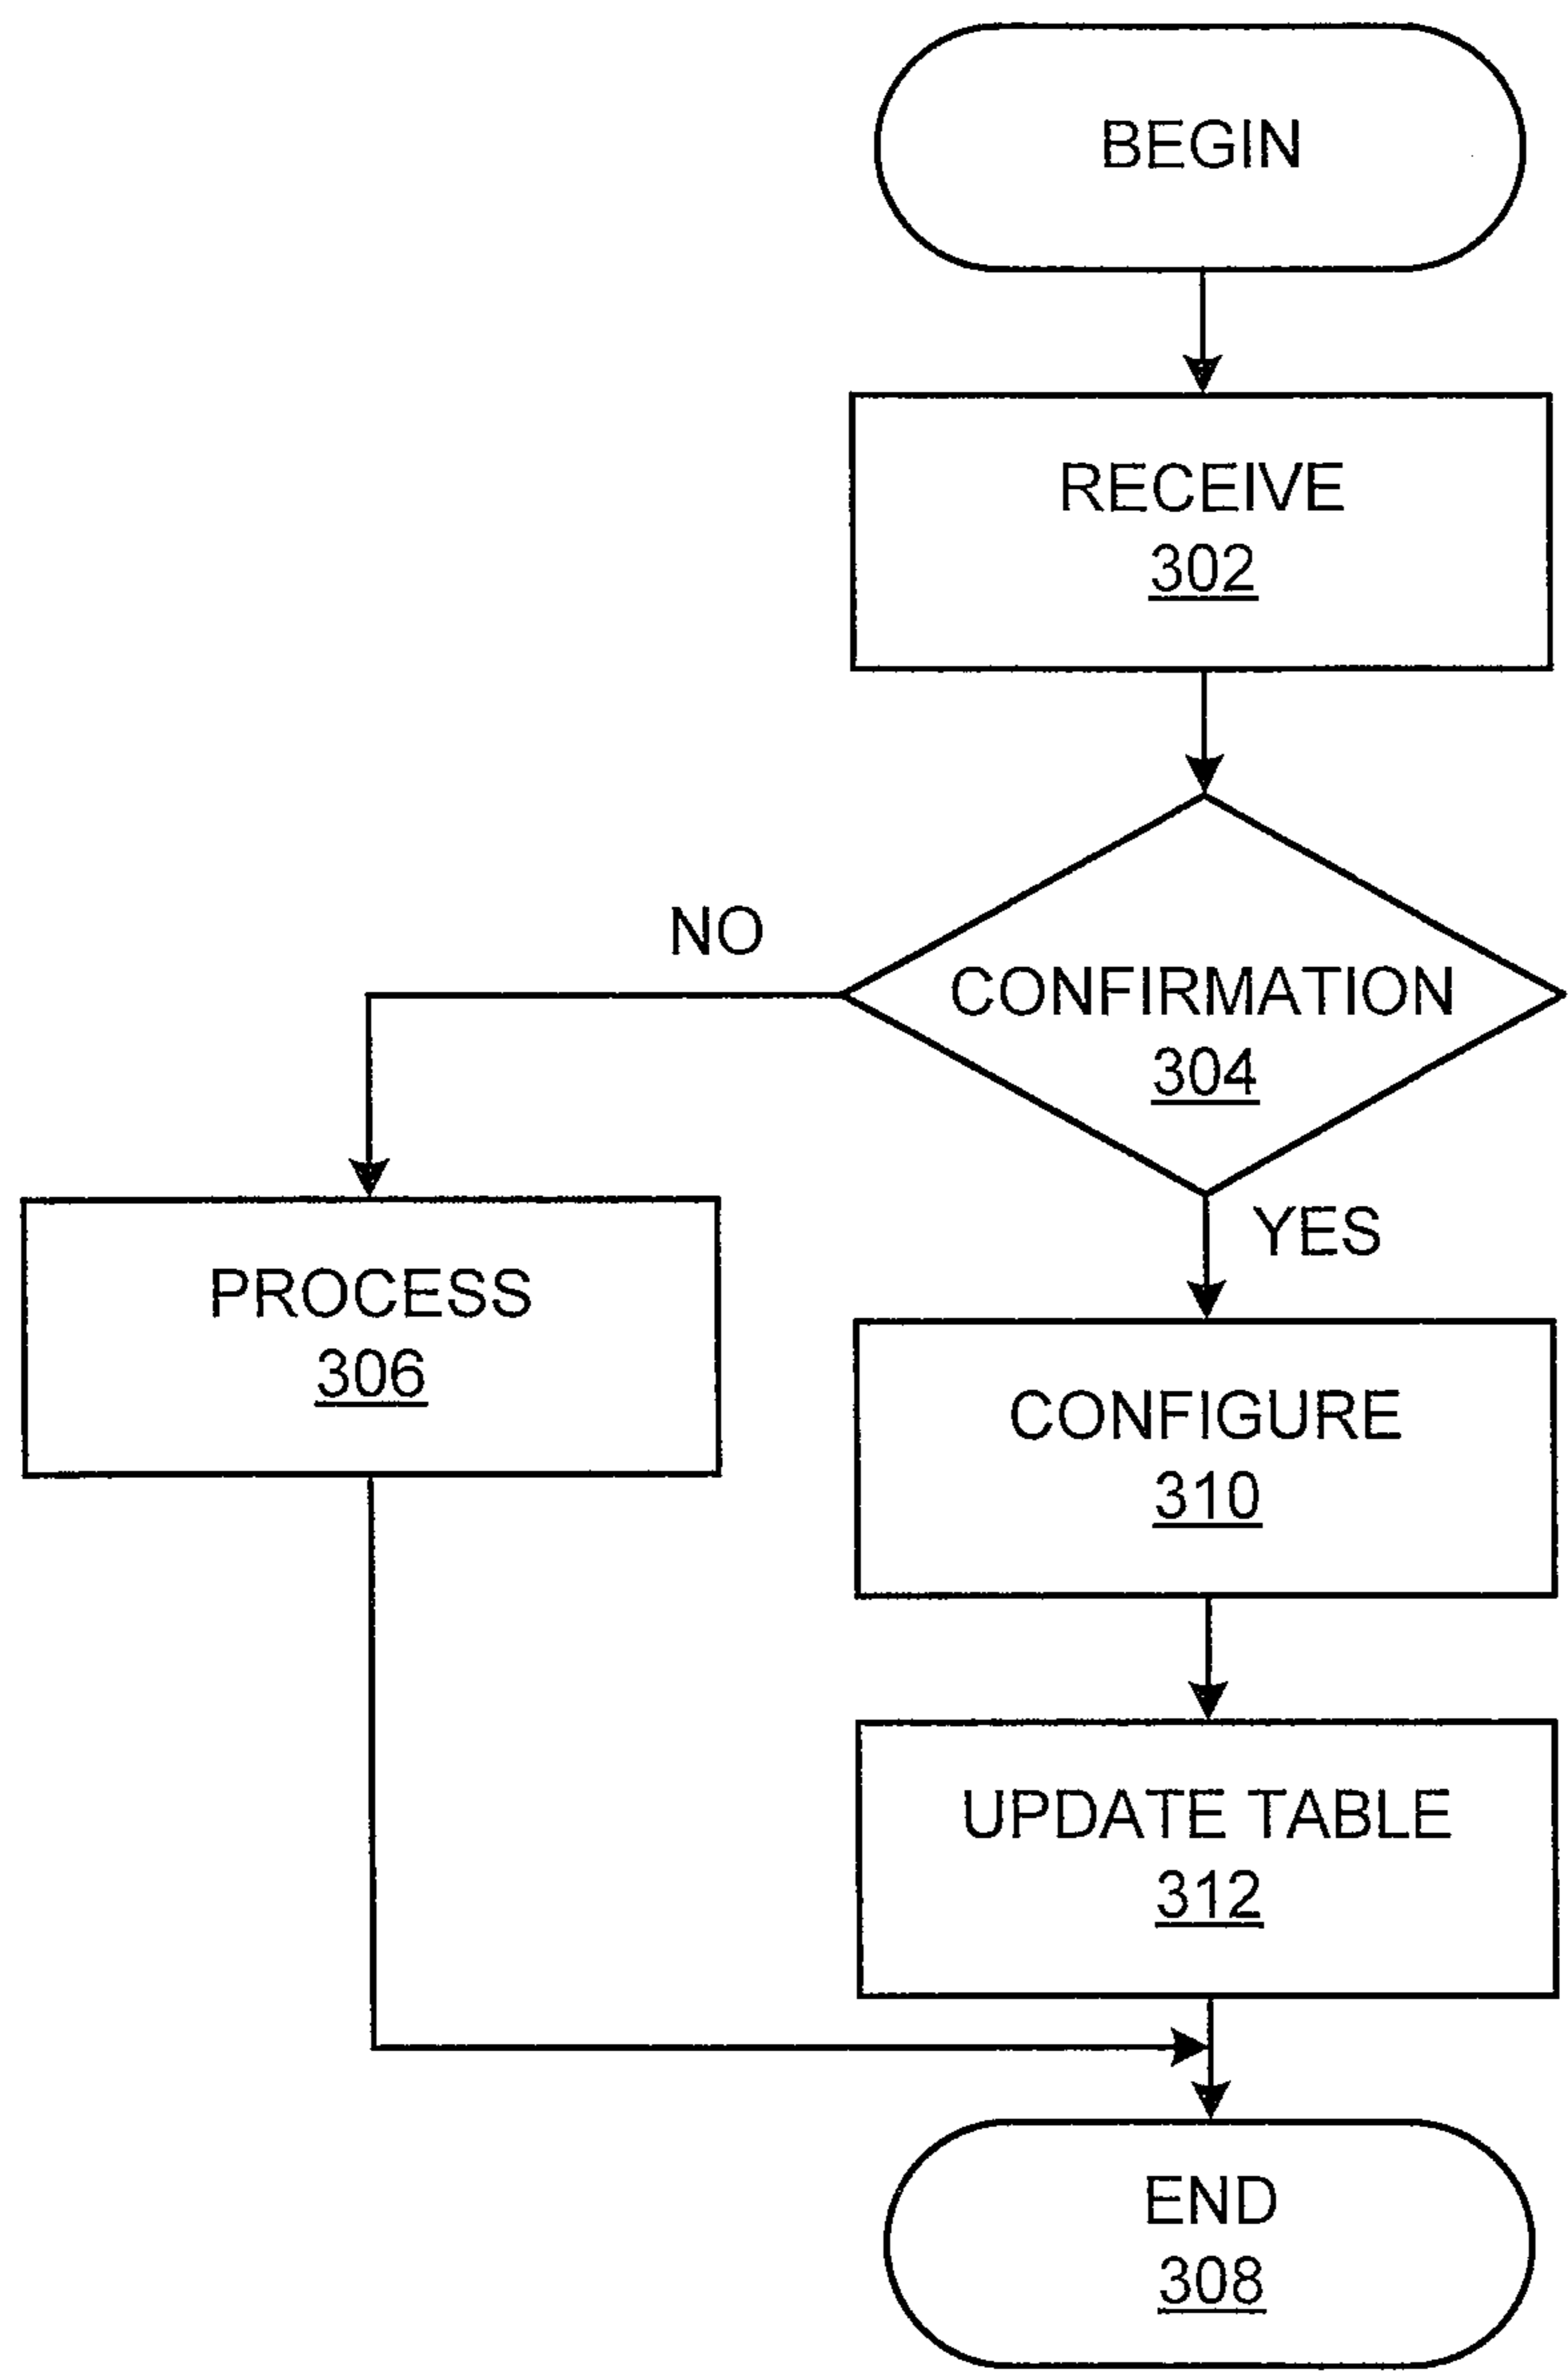 BEGIN
RECEIVE
302
NO
CONFIRMATION
304
YES
PROCESS
306
CONFIGURE
310
UPDATE TABLE
312
END
308